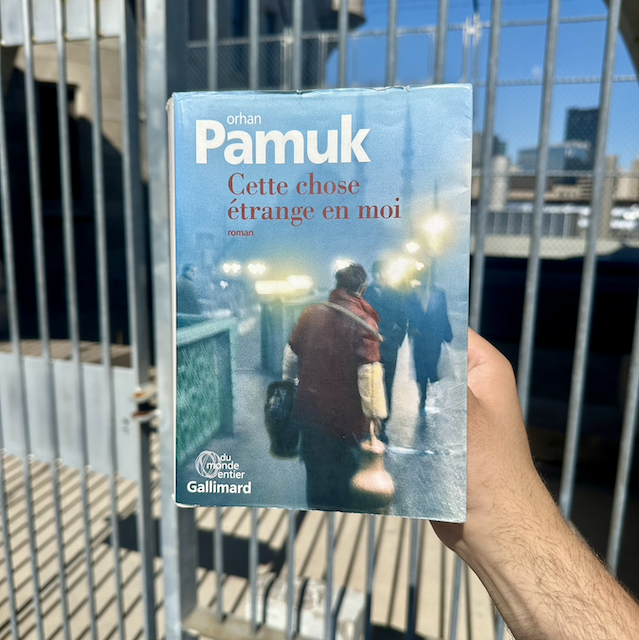 orhan
Pamuk
Cette chose
étrange en moi
roman
du
monde
entier
Gallimard